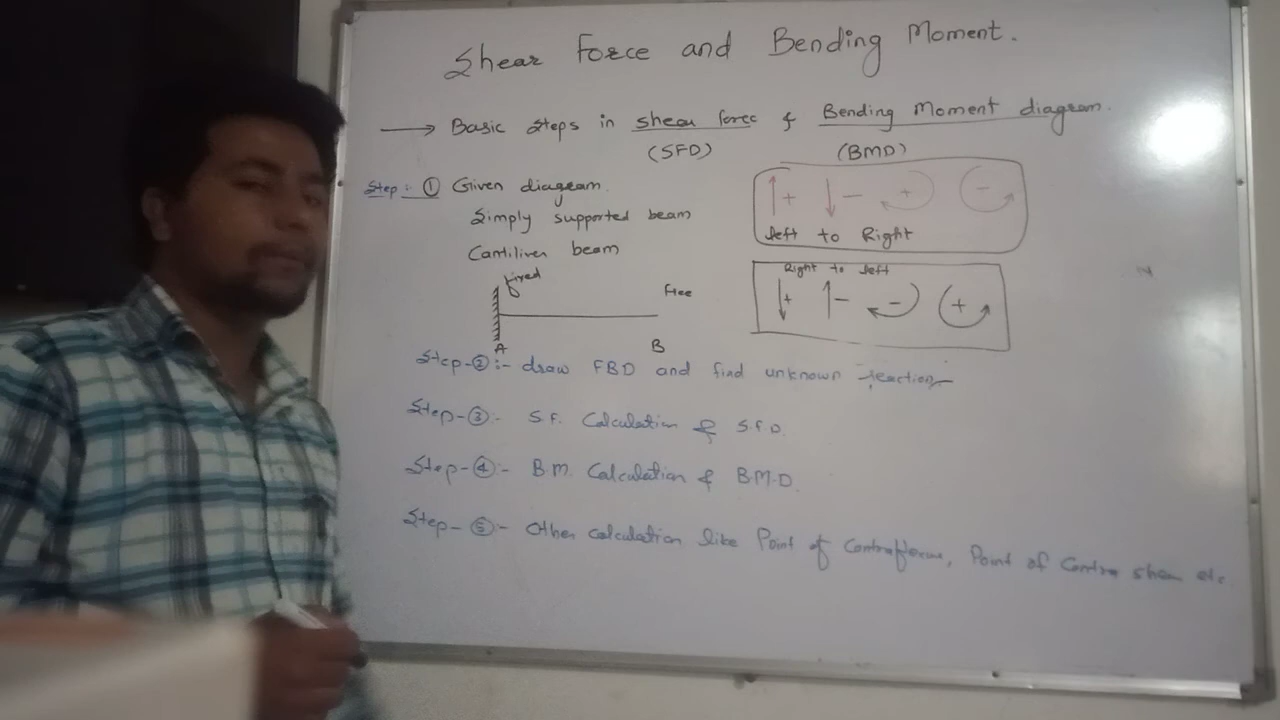 Shear Force and Bending Moment.
→ Basic Steps in shear force & Bending Moment diagram.
(SFD) (BMD)
Step:- ① Given diagram.
Simply supported beam
Cantiliver beam
fixed
Free
A B
↑+ ↓- + -
left to Right
Right to left
↓+ ↑- - +
Step-②:- draw FBD and find unknown reaction
Step-③:- S.F. Calculation & S.F.D.
Step-④:- B.M. Calculation & B.M.D.
Step-⑤:- Other calculation like Point of Contraflexure, Point of Contra shear etc.